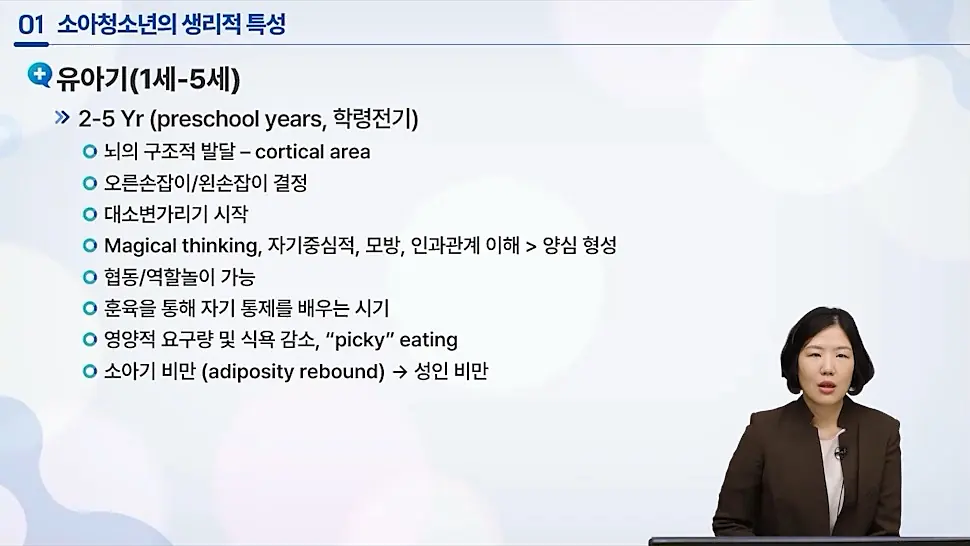 01 소아청소년의 생리적 특성
유아기(1세-5세)
2-5 Yr (preschool years, 학령전기)
뇌의 구조적 발달 – cortical area
오른손잡이/왼손잡이 결정
대소변가리기 시작
Magical thinking, 자기중심적, 모방, 인과관계 이해 > 양심 형성
협동/역할놀이 가능
훈육을 통해 자기 통제를 배우는 시기
영양적 요구량 및 식욕 감소, “picky” eating
소아기 비만 (adiposity rebound) → 성인 비만